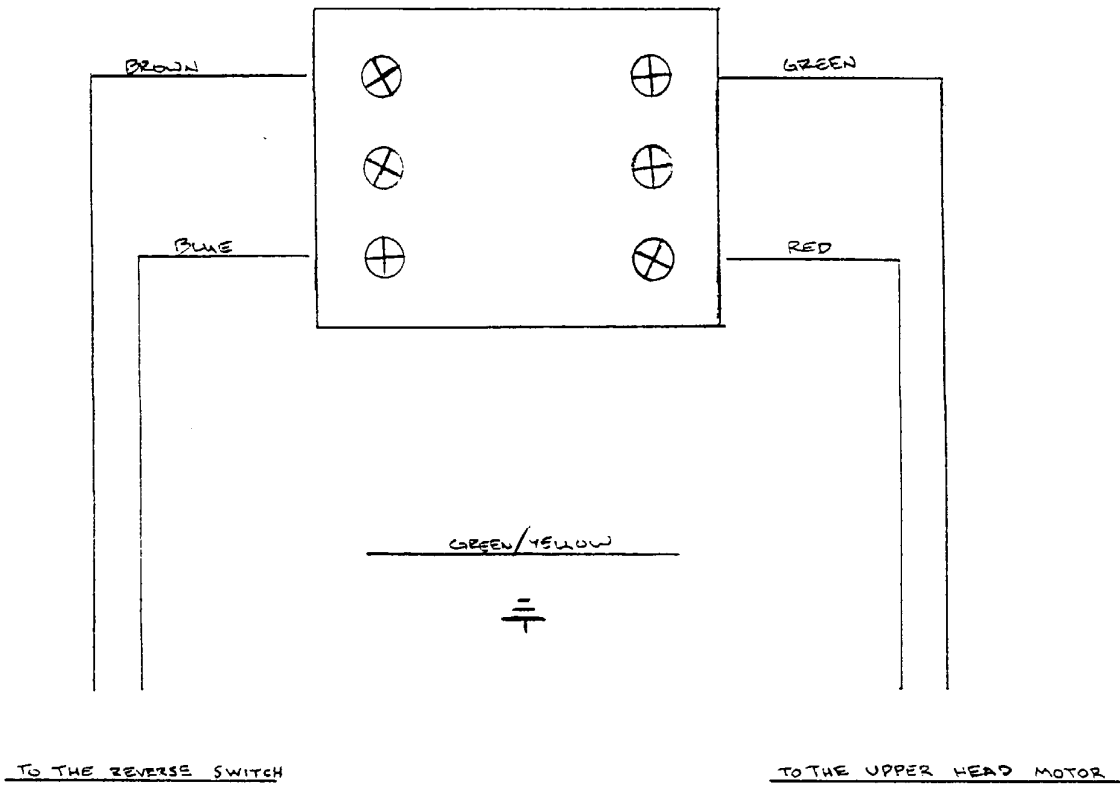 BROWN
GREEN
BLUE
RED
GREEN/YELLOW
TO THE REVERSE SWITCH
TO THE UPPER HEAD MOTOR